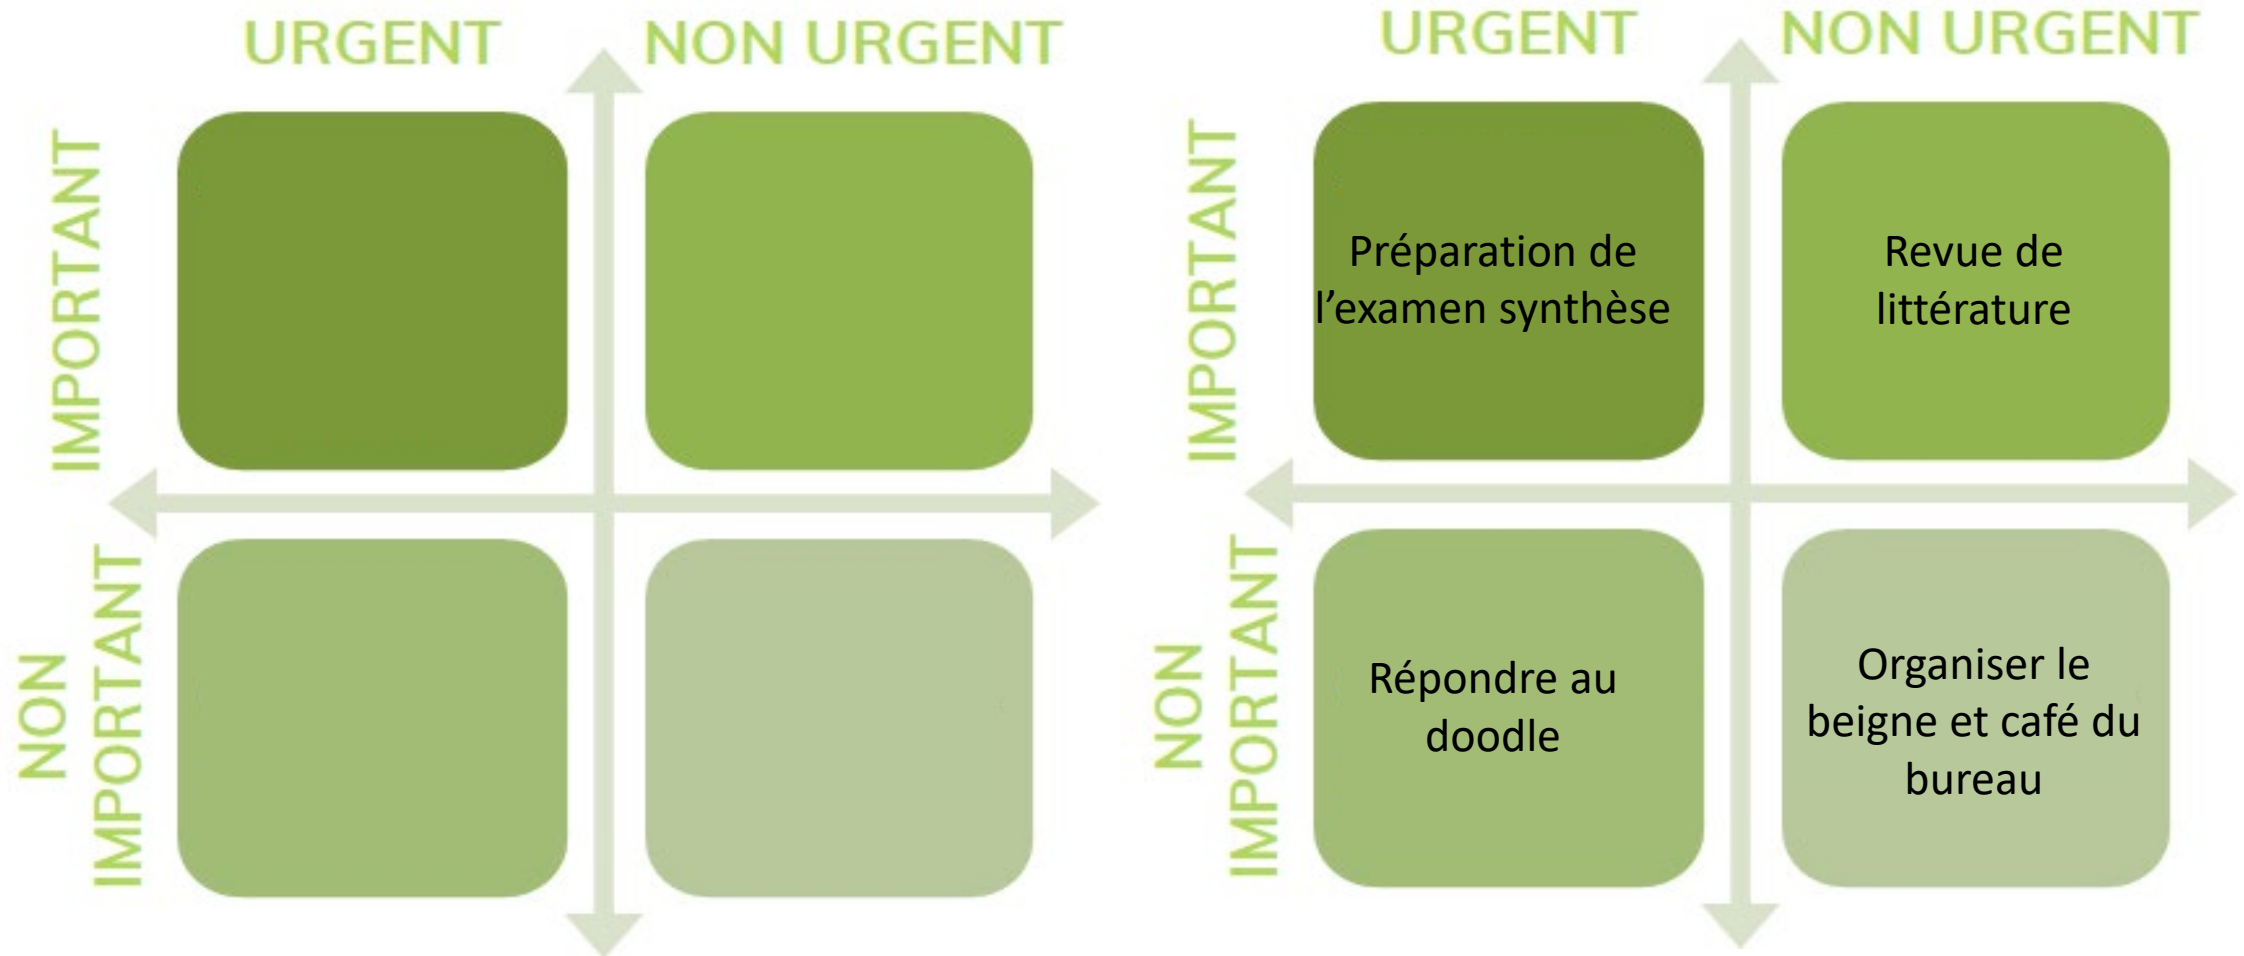 URGENT
NON URGENT
IMPORTANT
NON
IMPORTANT
URGENT
NON URGENT
IMPORTANT
Préparation de
l’examen synthèse
Revue de
littérature
NON
IMPORTANT
Répondre au
doodle
Organiser le
beigne et café du
bureau